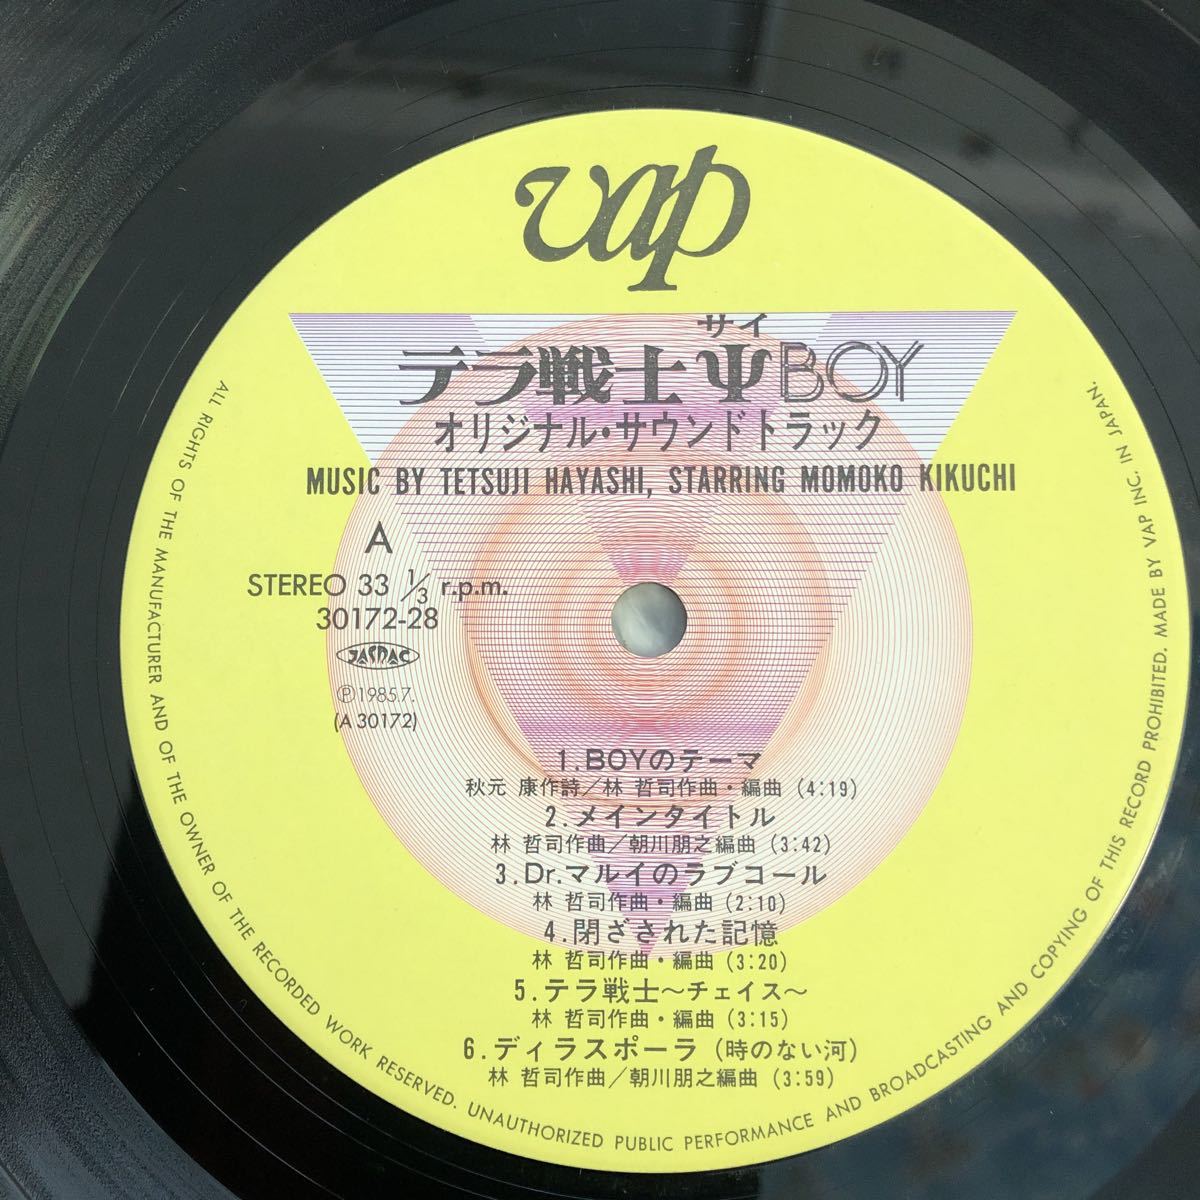 vap
サイ
テラ戦士ΨBOY
オリジナル・サウンドトラック
MUSIC BY TETSUJI HAYASHI, STARRING MOMOKO KIKUCHI
A
STEREO 33 1/3 r.p.m.
30172-28
JASRAC
Ⓟ1985.7.
(A 30172)
1.BOYのテーマ
秋元 康作詩/林 哲司作曲・編曲 (4:19)
2.メインタイトル
林 哲司作曲/朝川朋之編曲 (3:42)
3.Dr.マルイのラブコール
林 哲司作曲・編曲 (2:10)
4.閉ざされた記憶
林 哲司作曲・編曲 (3:20)
5.テラ戦士〜チェイス〜
林 哲司作曲・編曲 (3:15)
6.ディラスポーラ (時のない河)
林 哲司作曲/朝川朋之編曲 (3:59)
ALL RIGHTS OF THE MANUFACTURER AND OF THE OWNER OF THE RECORDED WORK RESERVED. UNAUTHORIZED PUBLIC PERFORMANCE AND BROADCASTING AND COPYING OF THIS RECORD PROHIBITED. MADE BY VAP INC. IN JAPAN.